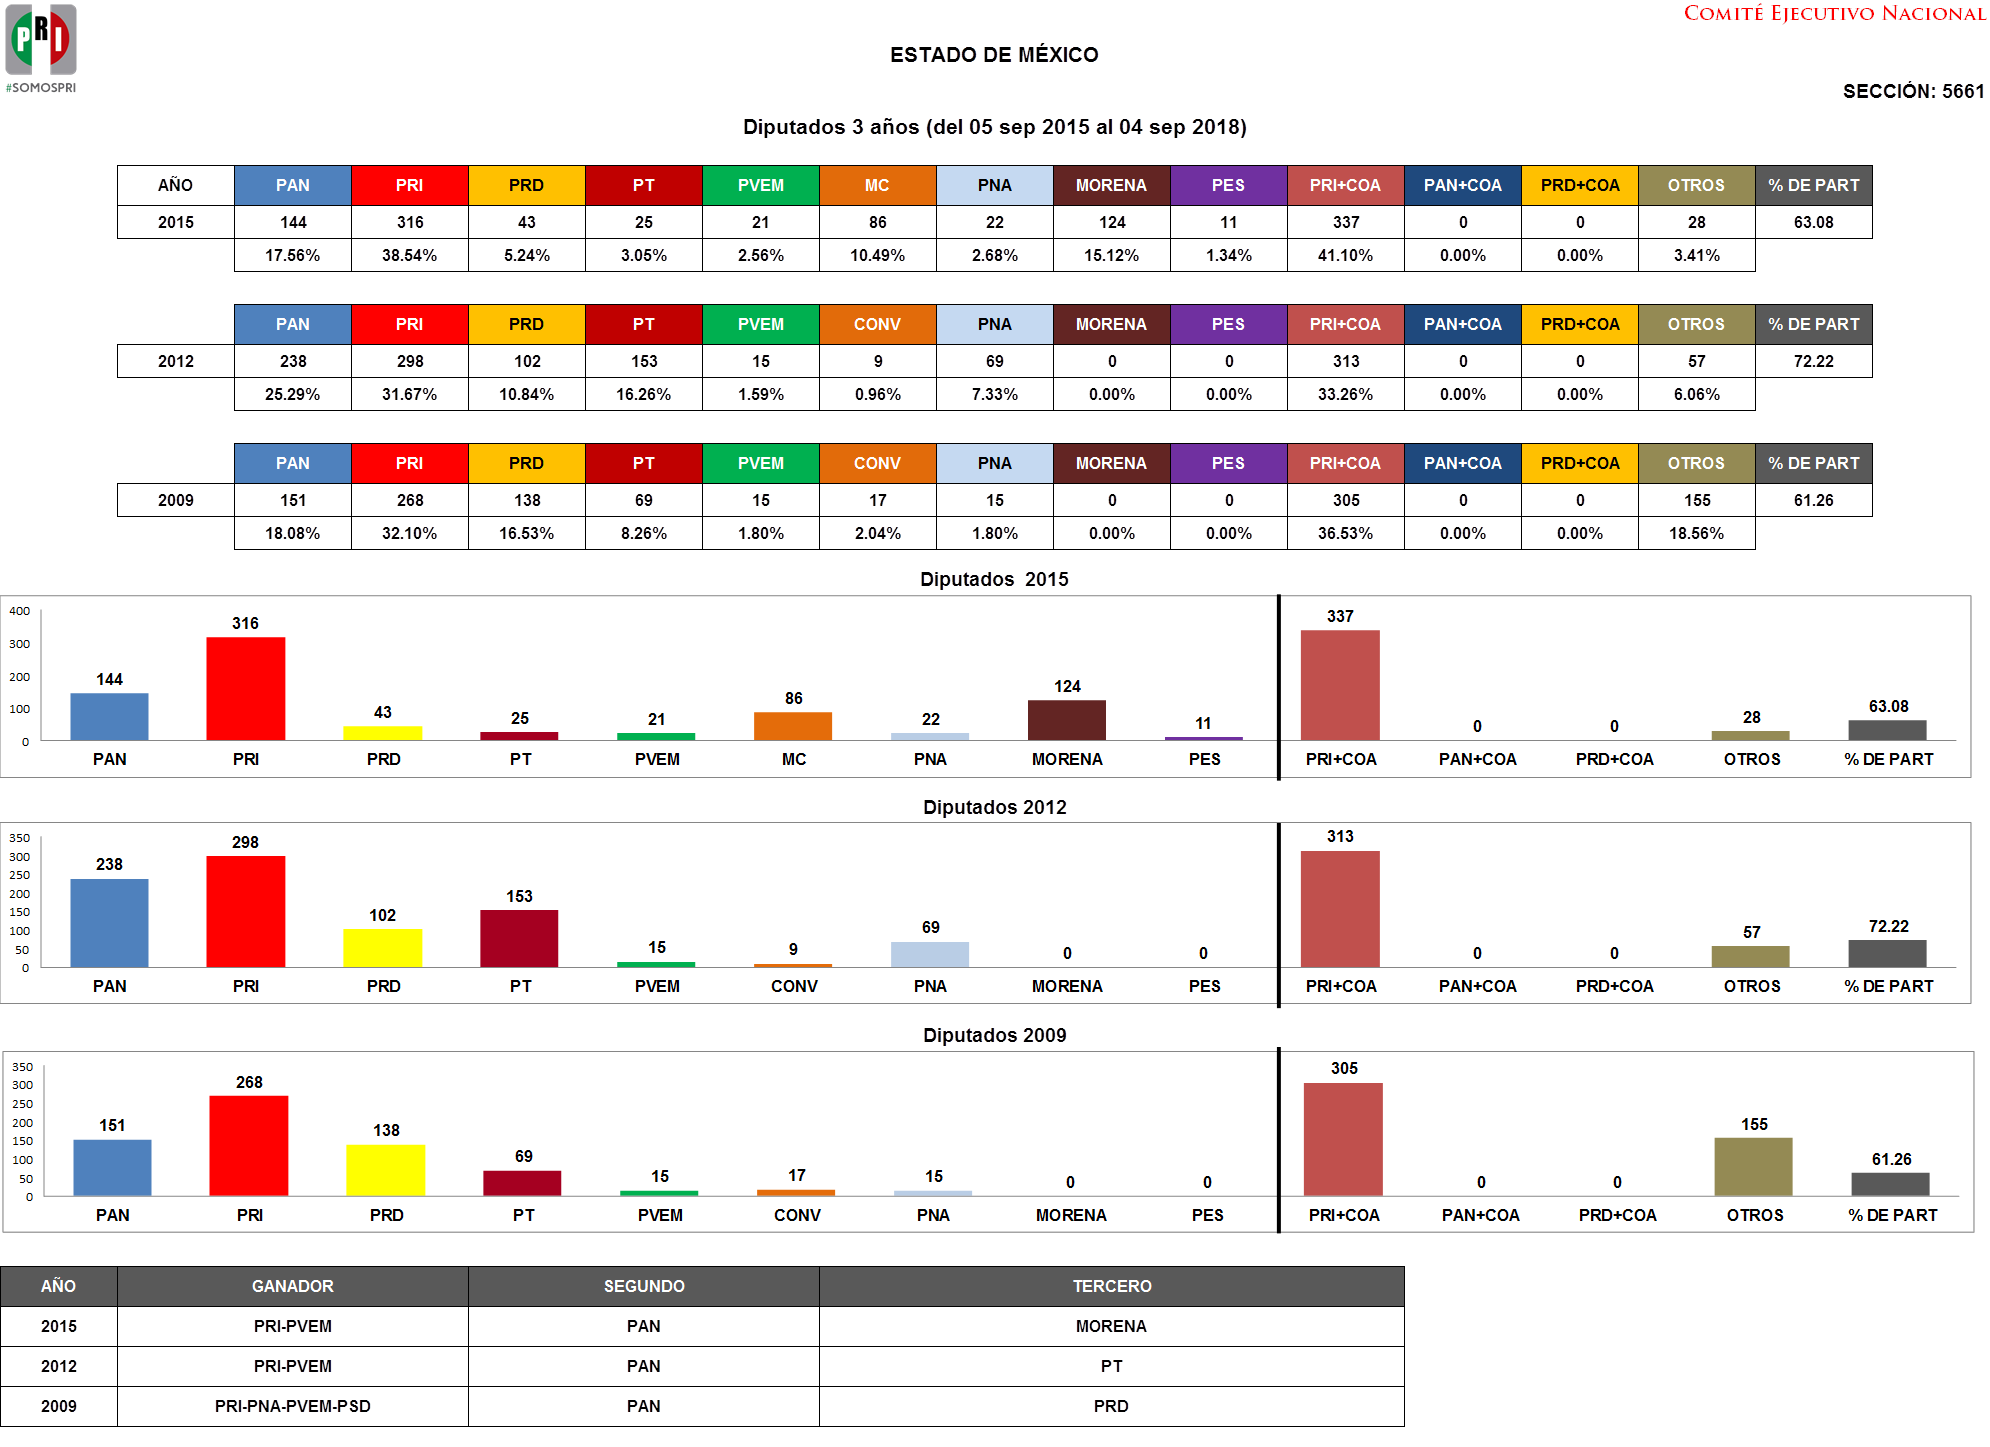 PRI
#SOMOSPRI
COMITÉ EJECUTIVO NACIONAL
ESTADO DE MÉXICO
SECCIÓN: 5661
Diputados 3 años (del 05 sep 2015 al 04 sep 2018)
AÑO PAN PRI PRD PT PVEM MC PNA MORENA PES PRI+COA PAN+COA PRD+COA OTROS % DE PART
2015 144 316 43 25 21 86 22 124 11 337 0 0 28 63.08
17.56% 38.54% 5.24% 3.05% 2.56% 10.49% 2.68% 15.12% 1.34% 41.10% 0.00% 0.00% 3.41%
PAN PRI PRD PT PVEM CONV PNA MORENA PES PRI+COA PAN+COA PRD+COA OTROS % DE PART
2012 238 298 102 153 15 9 69 0 0 313 0 0 57 72.22
25.29% 31.67% 10.84% 16.26% 1.59% 0.96% 7.33% 0.00% 0.00% 33.26% 0.00% 0.00% 6.06%
PAN PRI PRD PT PVEM CONV PNA MORENA PES PRI+COA PAN+COA PRD+COA OTROS % DE PART
2009 151 268 138 69 15 17 15 0 0 305 0 0 155 61.26
18.08% 32.10% 16.53% 8.26% 1.80% 2.04% 1.80% 0.00% 0.00% 36.53% 0.00% 0.00% 18.56%
Diputados 2015
400
300
200
100
0
144 316 43 25 21 86 22 124 11 337 0 0 28 63.08
PAN PRI PRD PT PVEM MC PNA MORENA PES PRI+COA PAN+COA PRD+COA OTROS % DE PART
Diputados 2012
350
300
250
200
150
100
50
0
238 298 102 153 15 9 69 0 0 313 0 0 57 72.22
PAN PRI PRD PT PVEM CONV PNA MORENA PES PRI+COA PAN+COA PRD+COA OTROS % DE PART
Diputados 2009
350
300
250
200
150
100
50
0
151 268 138 69 15 17 15 0 0 305 0 0 155 61.26
PAN PRI PRD PT PVEM CONV PNA MORENA PES PRI+COA PAN+COA PRD+COA OTROS % DE PART
AÑO GANADOR SEGUNDO TERCERO
2015 PRI-PVEM PAN MORENA
2012 PRI-PVEM PAN PT
2009 PRI-PNA-PVEM-PSD PAN PRD